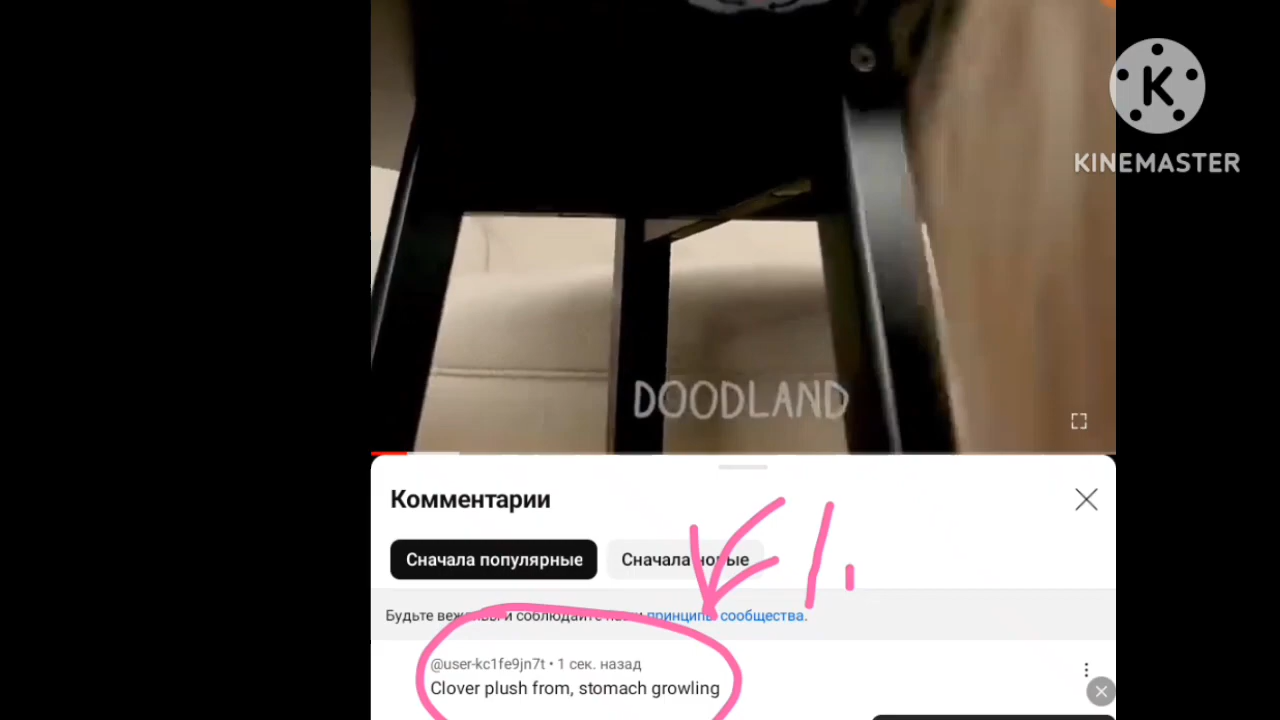 K
KINEMASTER
DOODLAND
Комментарии
Сначала популярные
Сначала новые
Будьте вежливы и соблюдайте наши принципы сообщества.
@user-kc1fe9jn7t • 1 сек. назад
Clover plush from, stomach growling